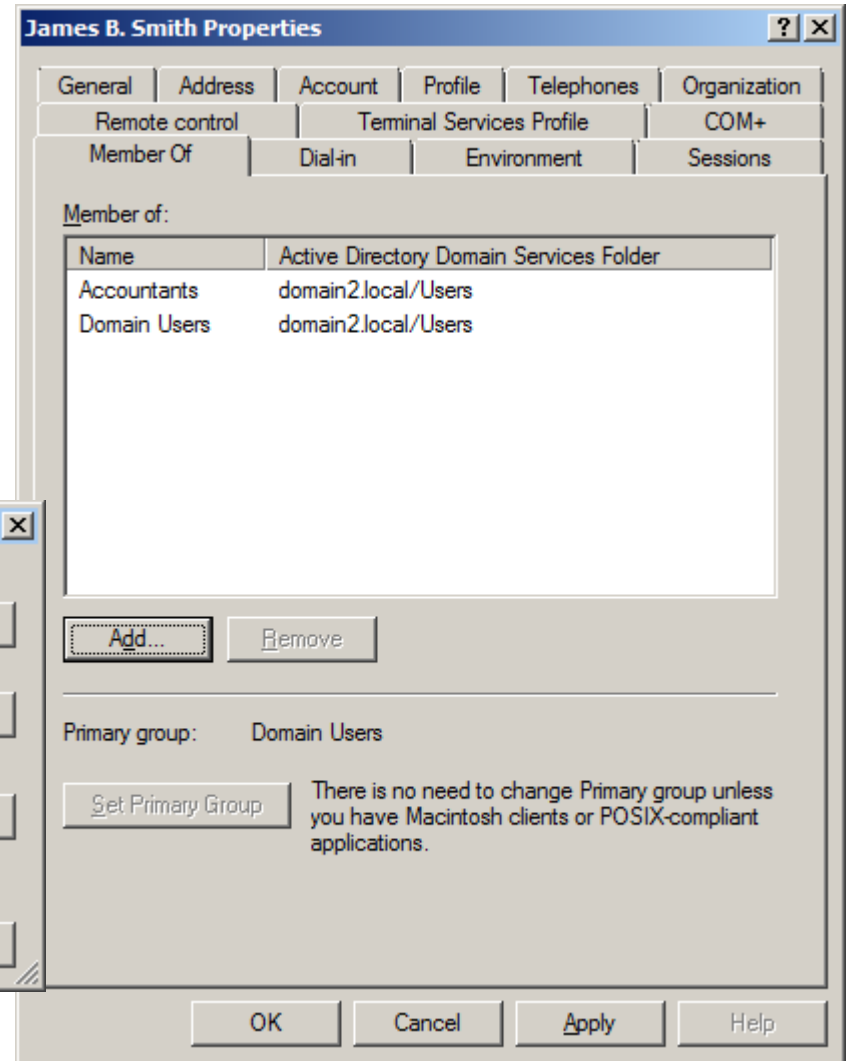 James B. Smith Properties
General Address Account Profile Telephones Organization
Remote control Terminal Services Profile COM+
Member Of Dial-in Environment Sessions
Member of:
Name Active Directory Domain Services Folder
Accountants domain2.local/Users
Domain Users domain2.local/Users
Add... Remove
Primary group: Domain Users
Set Primary Group
There is no need to change Primary group unless
you have Macintosh clients or POSIX-compliant
applications.
OK Cancel Apply Help